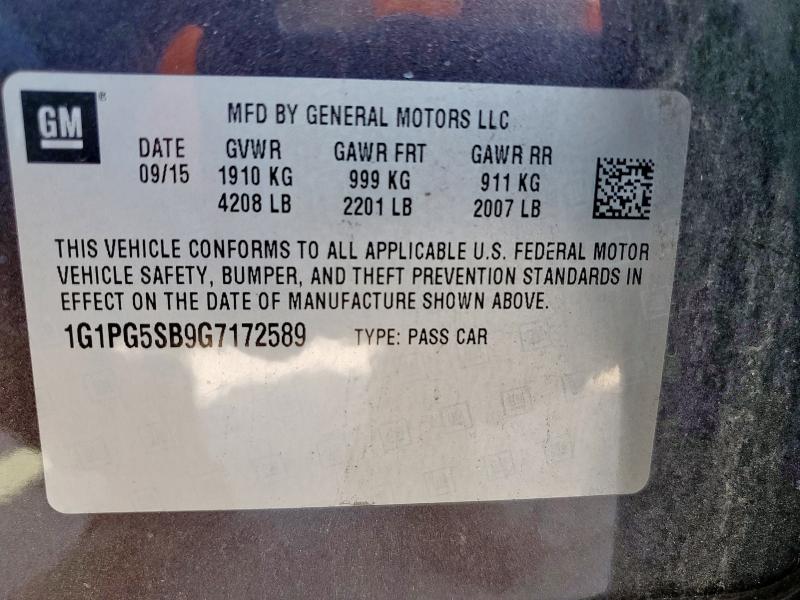 GM ®
MFD BY GENERAL MOTORS LLC
DATE GVWR GAWR FRT GAWR RR
09/15 1910 KG 999 KG 911 KG
4208 LB 2201 LB 2007 LB
THIS VEHICLE CONFORMS TO ALL APPLICABLE U.S. FEDERAL MOTOR
VEHICLE SAFETY, BUMPER, AND THEFT PREVENTION STANDARDS IN
EFFECT ON THE DATE OF MANUFACTURE SHOWN ABOVE.
1G1PG5SB9G7172589 TYPE: PASS CAR